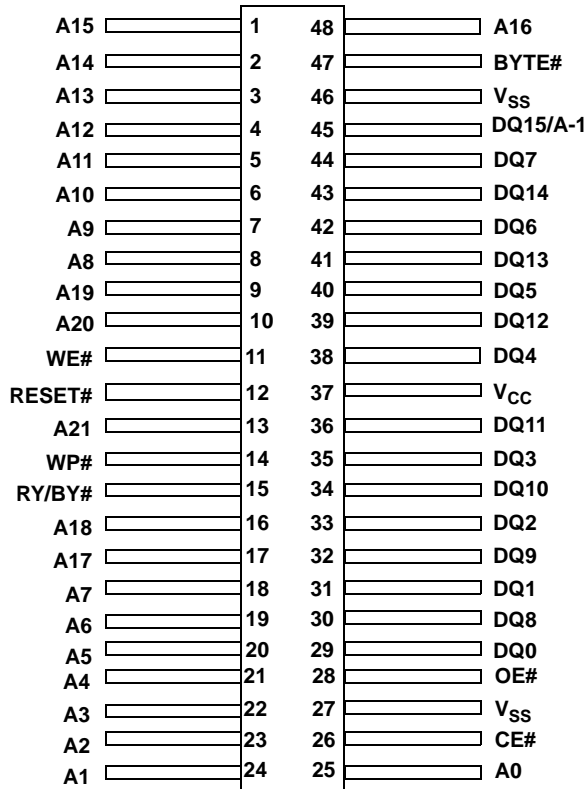 A15 1 48 A16
A14 2 47 BYTE#
A13 3 46 VSS
A12 4 45 DQ15/A-1
A11 5 44 DQ7
A10 6 43 DQ14
A9 7 42 DQ6
A8 8 41 DQ13
A19 9 40 DQ5
A20 10 39 DQ12
WE# 11 38 DQ4
RESET# 12 37 VCC
A21 13 36 DQ11
WP# 14 35 DQ3
RY/BY# 15 34 DQ10
A18 16 33 DQ2
A17 17 32 DQ9
A7 18 31 DQ1
A6 19 30 DQ8
A5 20 29 DQ0
A4 21 28 OE#
A3 22 27 VSS
A2 23 26 CE#
A1 24 25 A0